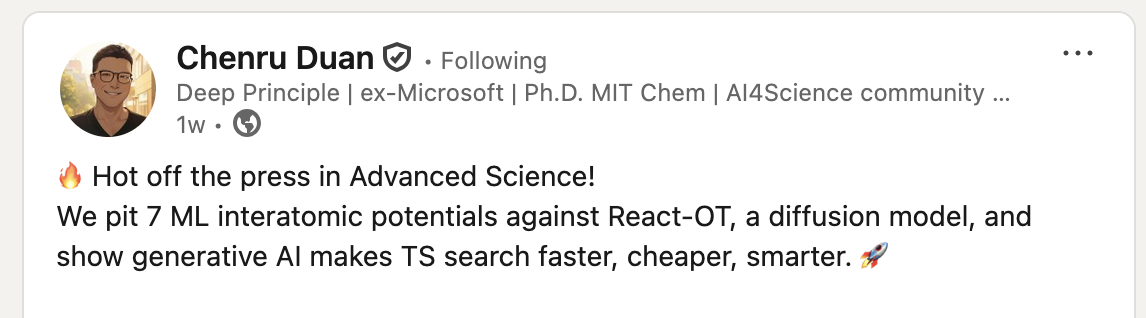 Chenru Duan • Following
Deep Principle | ex-Microsoft | Ph.D. MIT Chem | AI4Science community ...
1w •
🔥 Hot off the press in Advanced Science!
We pit 7 ML interatomic potentials against React-OT, a diffusion model, and
show generative AI makes TS search faster, cheaper, smarter. 🚀